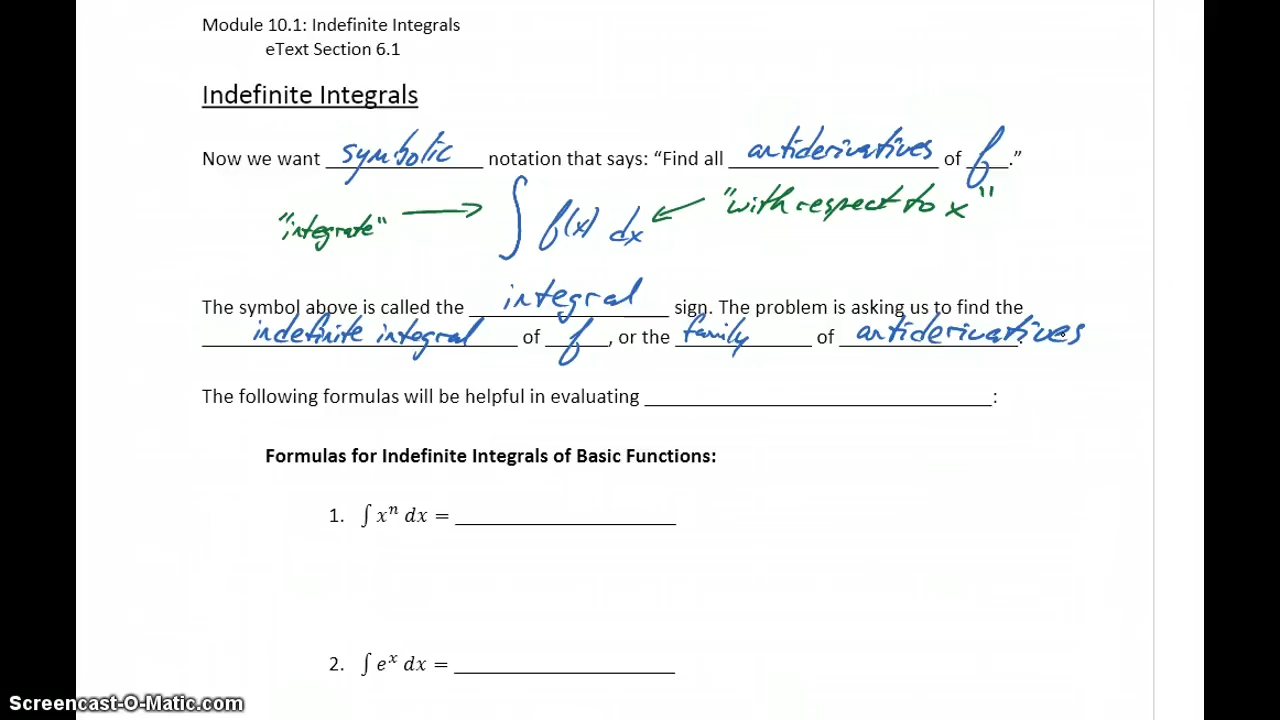 Module 10.1: Indefinite Integrals
eText Section 6.1
Indefinite Integrals
Now we want symbolic notation that says: “Find all antiderivatives of f.”
"integrate" → ∫ f(x) dx ← "with respect to x"
The symbol above is called the integral sign. The problem is asking us to find the
indefinite integral of f, or the family of antiderivatives.
The following formulas will be helpful in evaluating ______________________________:
Formulas for Indefinite Integrals of Basic Functions:
1. ∫ xⁿ dx = ____________________
2. ∫ eˣ dx = ____________________
Screencast-O-Matic.com